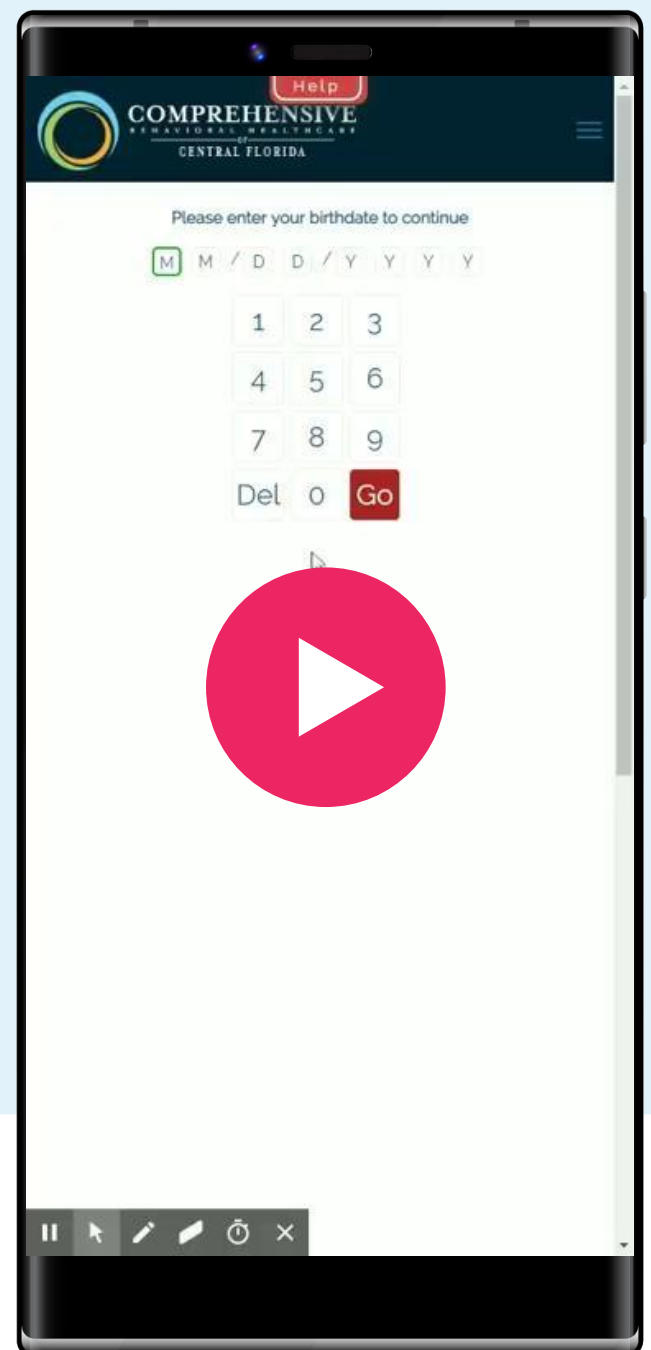 Help
COMPREHENSIVE
BEHAVIORAL HEALTHCARE
OF
CENTRAL FLORIDA
Please enter your birthdate to continue
M M / D D / Y Y Y Y
1 2 3
4 5 6
7 8 9
Del 0 Go